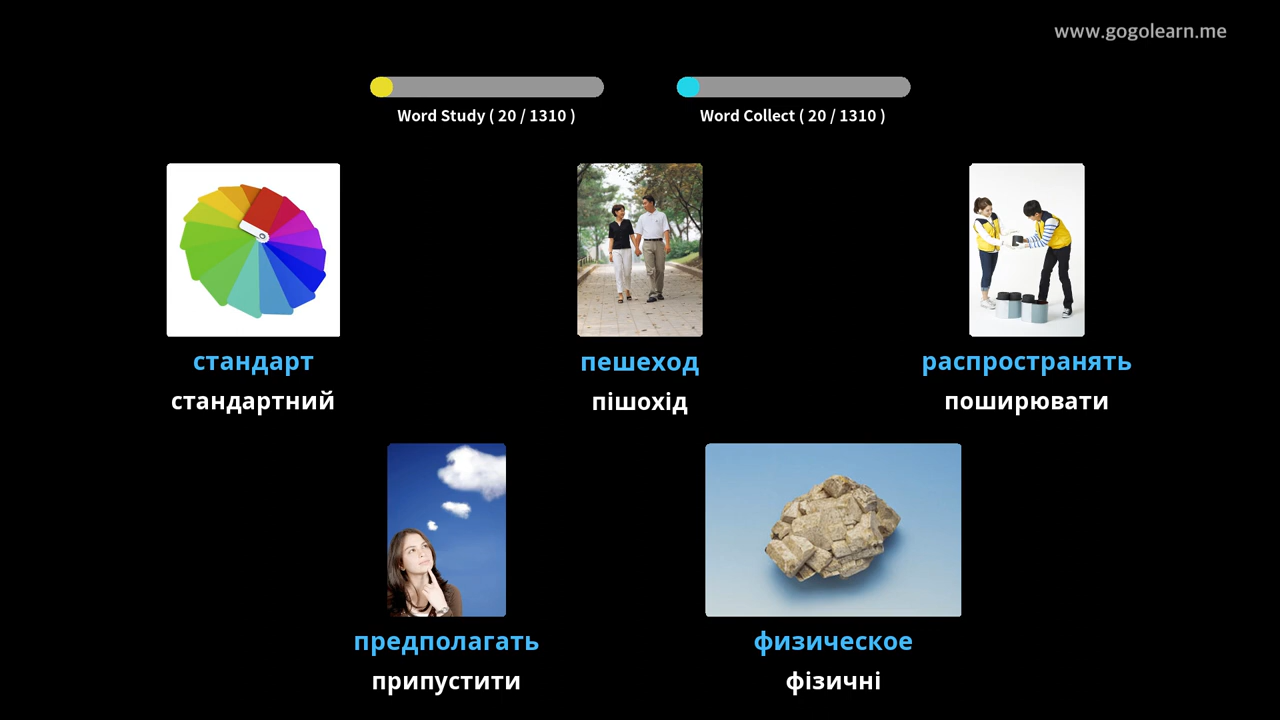 www.gogolearn.me
Word Study ( 20 / 1310 )
Word Collect ( 20 / 1310 )
стандарт
стандартний
пешеход
пішохід
распространять
поширювати
предполагать
припустити
физическое
фізичні